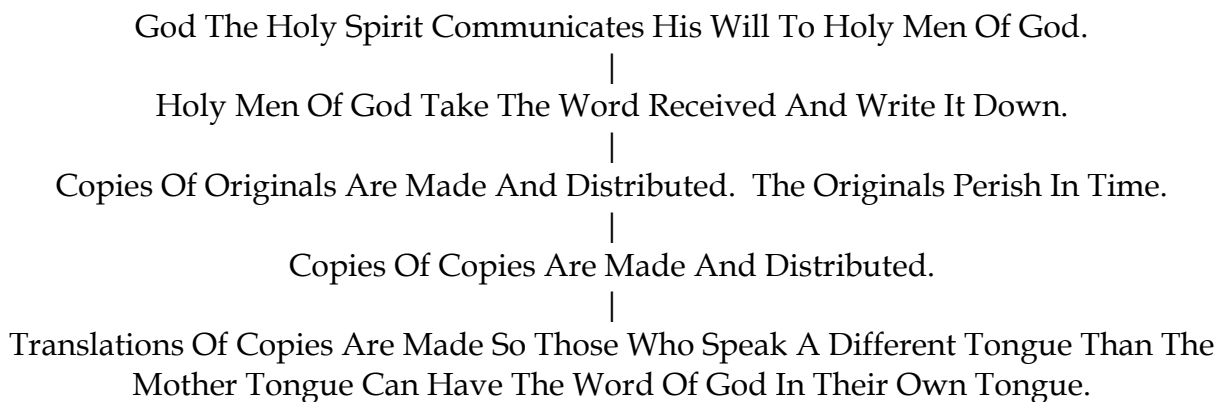 God The Holy Spirit Communicates His Will To Holy Men Of God.
|
Holy Men Of God Take The Word Received And Write It Down.
|
Copies Of Originals Are Made And Distributed.  The Originals Perish In Time.
|
Copies Of Copies Are Made And Distributed.
|
Translations Of Copies Are Made So Those Who Speak A Different Tongue Than The
Mother Tongue Can Have The Word Of God In Their Own Tongue.